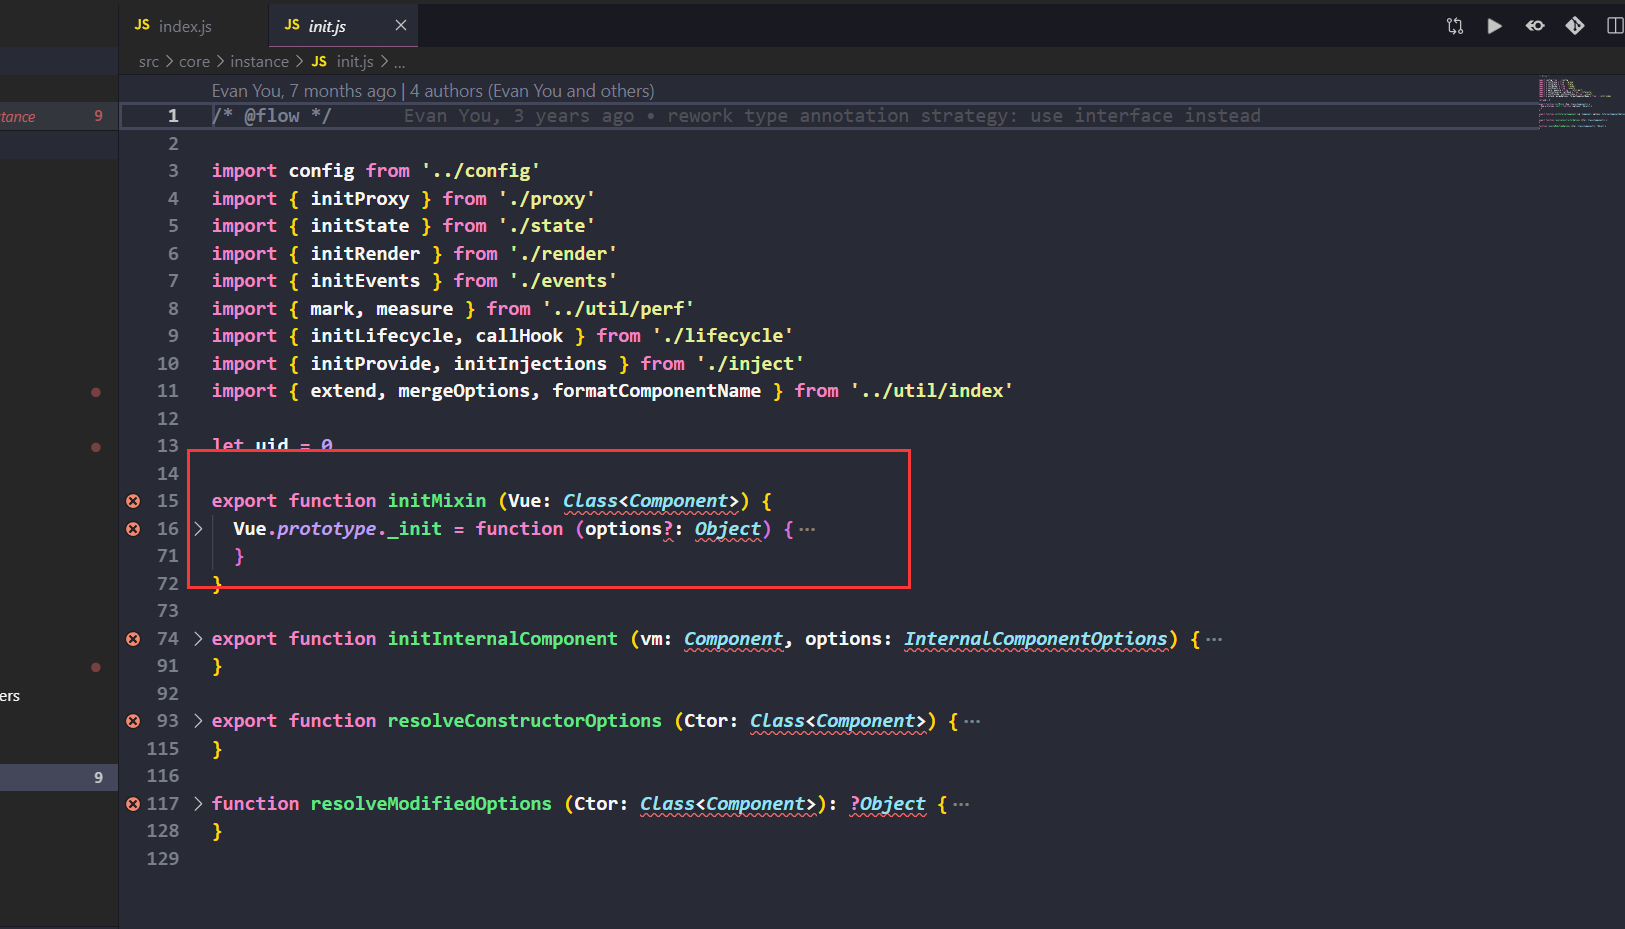 JS index.js
JS init.js
src > core > instance > JS init.js > ...
Evan You, 7 months ago | 4 authors (Evan You and others)
1 /* @flow */ Evan You, 3 years ago • rework type annotation strategy: use interface instead
tance 9
2
3 import config from '../config'
4 import { initProxy } from './proxy'
5 import { initState } from './state'
6 import { initRender } from './render'
7 import { initEvents } from './events'
8 import { mark, measure } from '../util/perf'
9 import { initLifecycle, callHook } from './lifecycle'
10 import { initProvide, initInjections } from './inject'
11 import { extend, mergeOptions, formatComponentName } from '../util/index'
12
13 let uid = 0
14
15 export function initMixin (Vue: Class<Component>) {
16 Vue.prototype._init = function (options?: Object) { ...
71 }
72 }
73
74 export function initInternalComponent (vm: Component, options: InternalComponentOptions) { ...
91 }
92
ers
93 export function resolveConstructorOptions (Ctor: Class<Component>) { ...
115 }
116
9
117 function resolveModifiedOptions (Ctor: Class<Component>): ?Object { ...
128 }
129